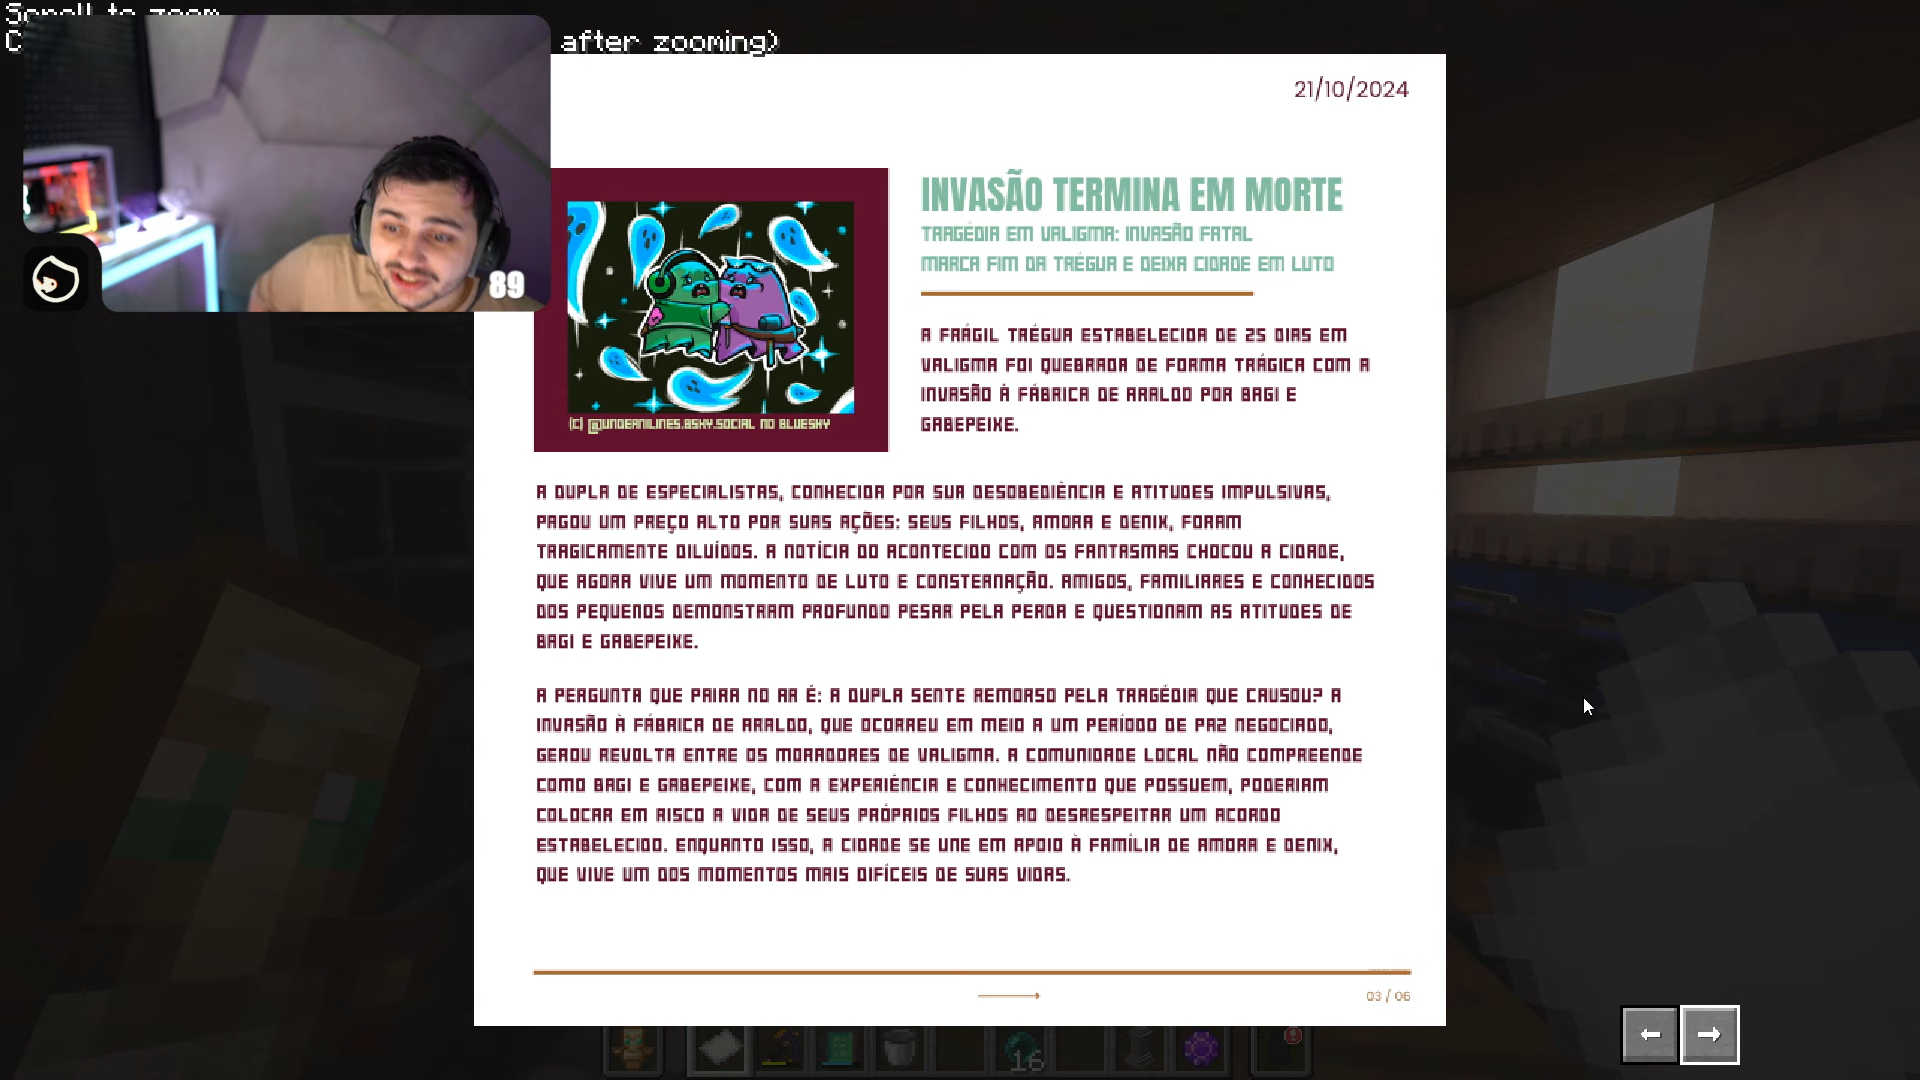 Scroll to zoom
after zooming)
89
21/10/2024
INVASÃO TERMINA EM MORTE
TRAGÉDIA EM VALIGMA: INVASÃO FATAL
MARCA FIM DA TRÉGUA E DEIXA CIDADE EM LUTO
A FRÁGIL TRÉGUA ESTABELECIDA DE 25 DIAS EM
VALIGMA FOI QUEBRADA DE FORMA TRÁGICA COM A
INVASÃO À FÁBRICA DE ARALDO POR BAGI E
GABEPEIXE.
(C) @UNDERNILINES.BSKY.SOCIAL NO BLUESKY
A DUPLA DE ESPECIALISTAS, CONHECIDA POR SUA DESOBEDIÊNCIA E ATITUDES IMPULSIVAS,
PAGOU UM PREÇO ALTO POR SUAS AÇÕES: SEUS FILHOS, AMORA E DENIX, FORAM
TRAGICAMENTE DILUÍDOS. A NOTÍCIA DO ACONTECIDO COM OS FANTASMAS CHOCOU A CIDADE,
QUE AGORA VIVE UM MOMENTO DE LUTO E CONSTERNAÇÃO. AMIGOS, FAMILIARES E CONHECIDOS
DOS PEQUENOS DEMONSTRAM PROFUNDO PESAR PELA PERDA E QUESTIONAM AS ATITUDES DE
BAGI E GABEPEIXE.
A PERGUNTA QUE PAIRA NO AR É: A DUPLA SENTE REMORSO PELA TRAGÉDIA QUE CAUSOU? A
INVASÃO À FÁBRICA DE ARALDO, QUE OCORREU EM MEIO A UM PERÍODO DE PAZ NEGOCIADO,
GEROU REVOLTA ENTRE OS MORADORES DE VALIGMA. A COMUNIDADE LOCAL NÃO COMPREENDE
COMO BAGI E GABEPEIXE, COM A EXPERIÊNCIA E CONHECIMENTO QUE POSSUEM, PODERIAM
COLOCAR EM RISCO A VIDA DE SEUS PRÓPRIOS FILHOS AO DESRESPEITAR UM ACORDO
ESTABELECIDO. ENQUANTO ISSO, A CIDADE SE UNE EM APOIO À FAMÍLIA DE AMORA E DENIX,
QUE VIVE UM DOS MOMENTOS MAIS DIFÍCEIS DE SUAS VIDAS.
03 / 06
16